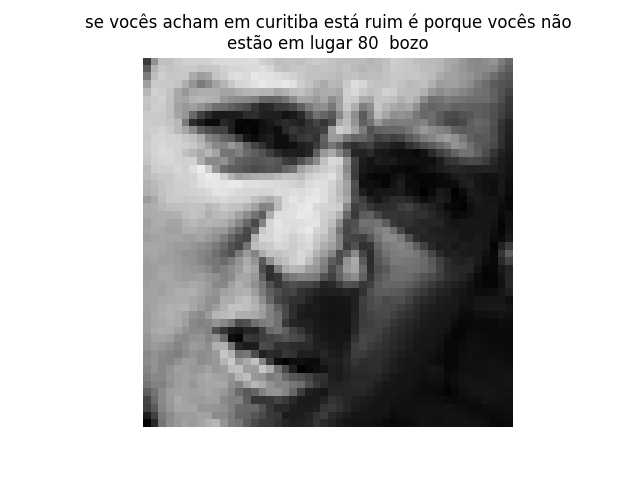 se vocês acham em curitiba está ruim é porque vocês não
estão em lugar 80  bozo